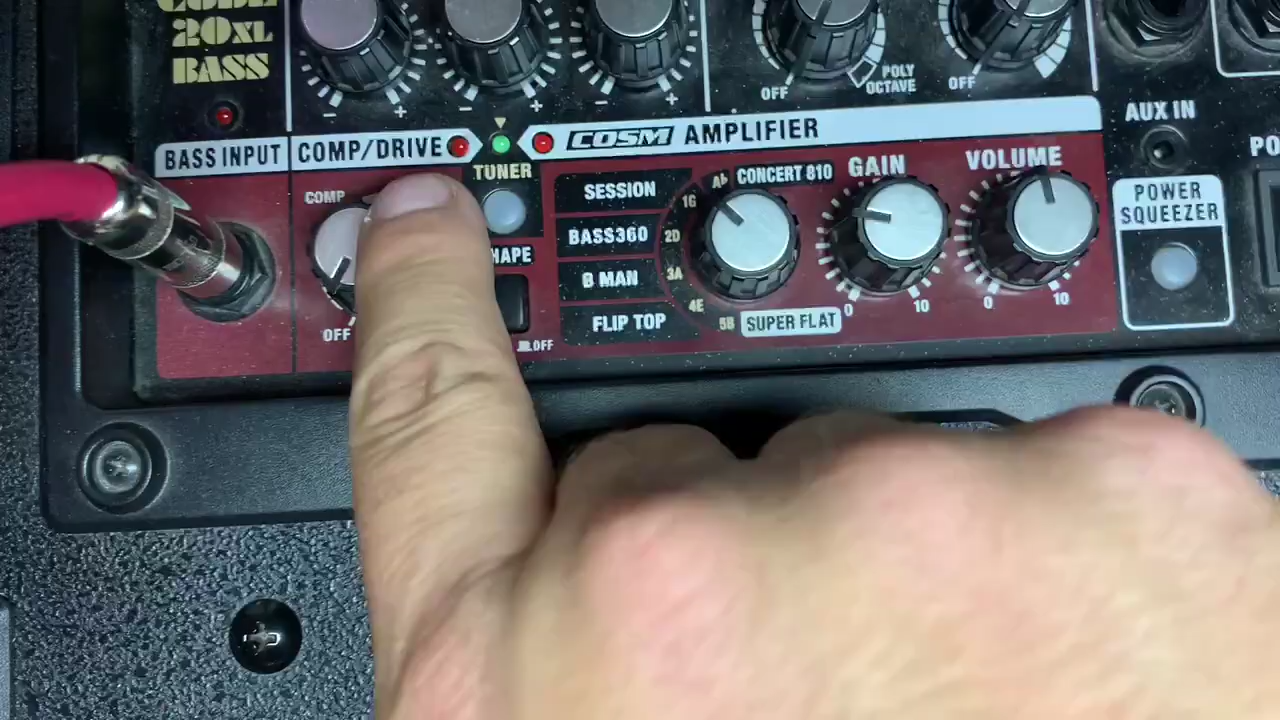 20XL
BASS
- + - +
OFF
POLY
OCTAVE
OFF
AUX IN
BASS INPUT
COMP/DRIVE
TUNER
COSM AMPLIFIER
COMP
OFF
OFF
SESSION
BASS360
B MAN
FLIP TOP
A♭ CONCERT 810
1G
2D
3A
4E
5B SUPER FLAT
GAIN
0 10
VOLUME
0 10
POWER
SQUEEZER